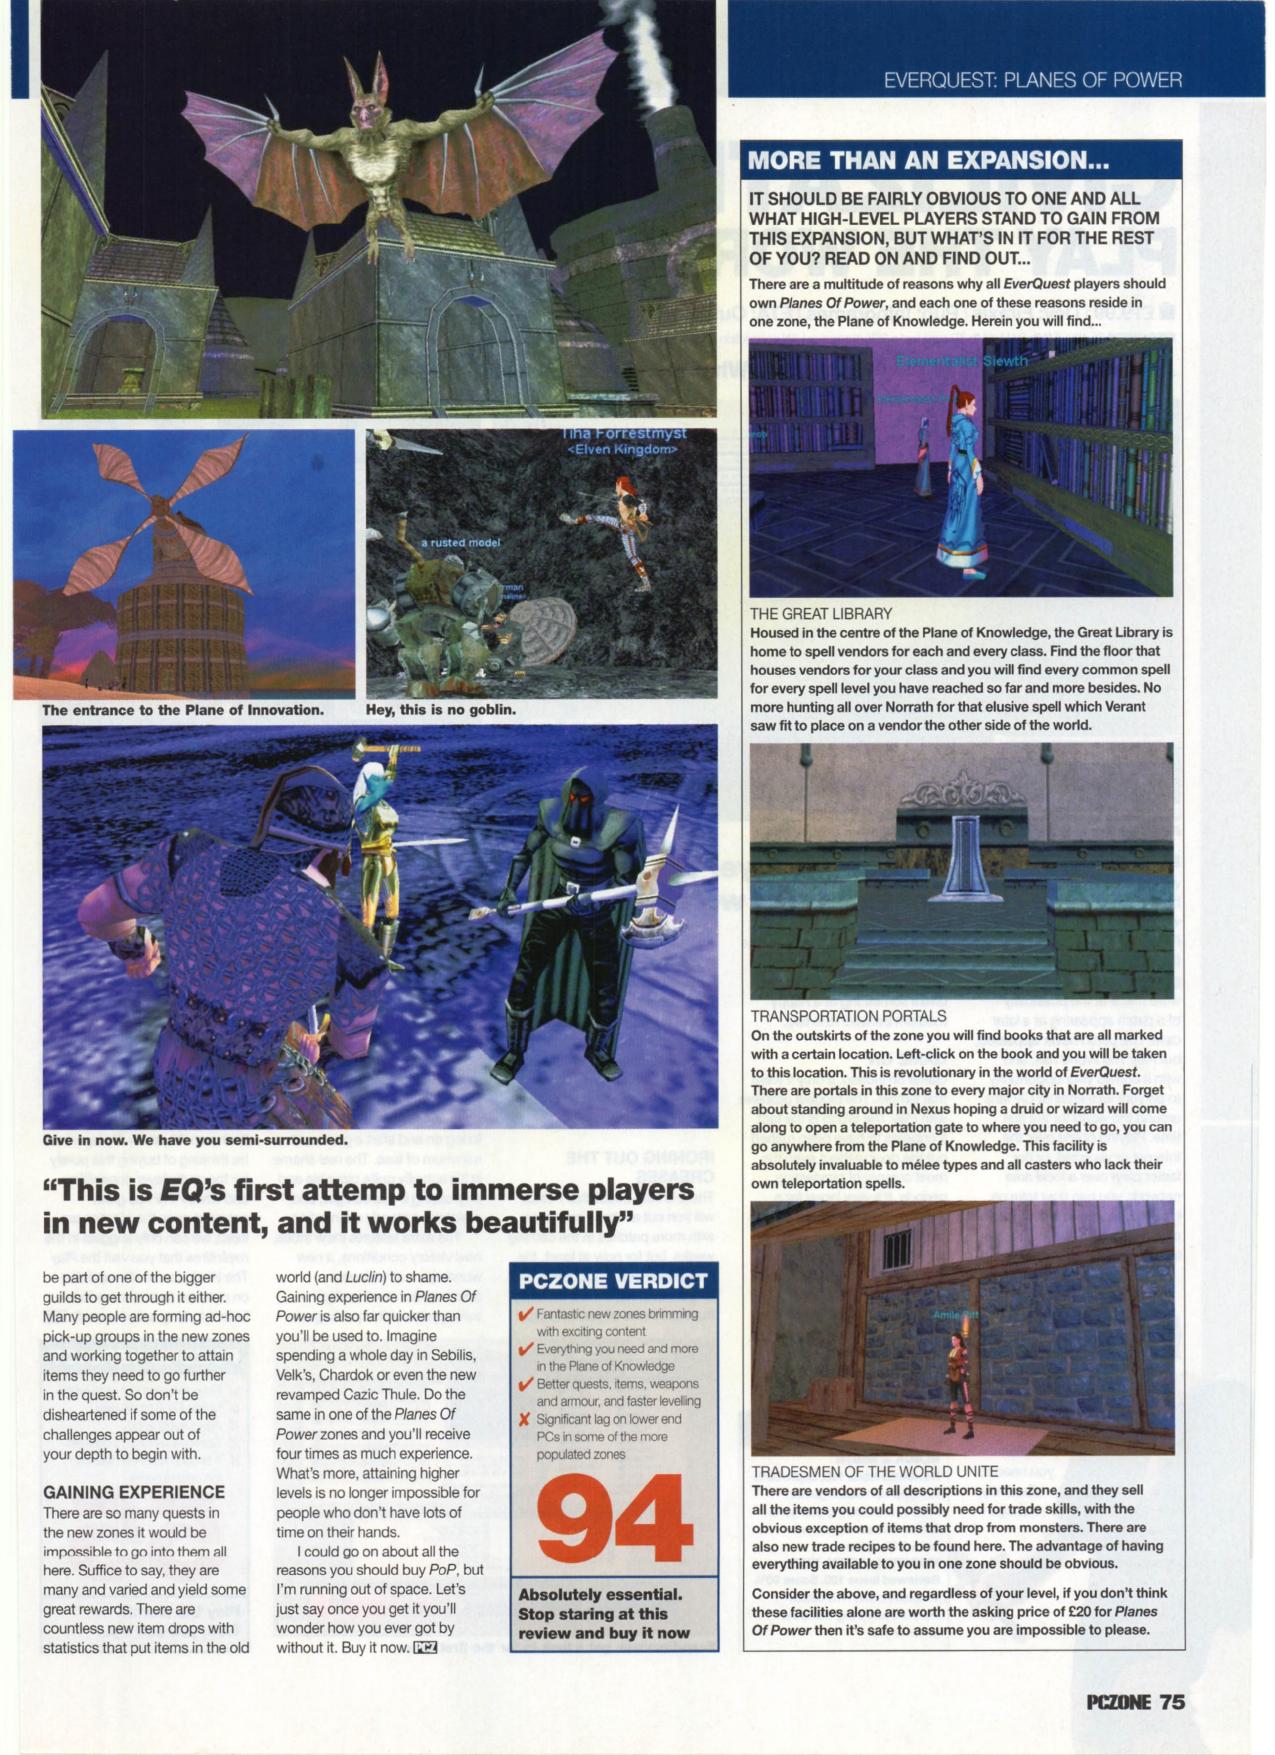 EVERQUEST: PLANES OF POWER
The entrance to the Plane of Innovation.
Tiha Forrestmyst
<Elven Kingdom>
a rusted model
Hey, this is no goblin.
Give in now. We have you semi-surrounded.
“This is EQ’s first attemp to immerse players
in new content, and it works beautifully”
be part of one of the bigger
guilds to get through it either.
Many people are forming ad-hoc
pick-up groups in the new zones
and working together to attain
items they need to go further
in the quest. So don’t be
disheartened if some of the
challenges appear out of
your depth to begin with.
GAINING EXPERIENCE
There are so many quests in
the new zones it would be
impossible to go into them all
here. Suffice to say, they are
many and varied and yield some
great rewards. There are
countless new item drops with
statistics that put items in the old
world (and Luclin) to shame.
Gaining experience in Planes Of
Power is also far quicker than
you’ll be used to. Imagine
spending a whole day in Sebilis,
Velk’s, Chardok or even the new
revamped Cazic Thule. Do the
same in one of the Planes Of
Power zones and you’ll receive
four times as much experience.
What’s more, attaining higher
levels is no longer impossible for
people who don’t have lots of
time on their hands.
I could go on about all the
reasons you should buy PoP, but
I’m running out of space. Let’s
just say once you get it you’ll
wonder how you ever got by
without it. Buy it now. PCZ
PCZONE VERDICT
✔ Fantastic new zones brimming
with exciting content
✔ Everything you need and more
in the Plane of Knowledge
✔ Better quests, items, weapons
and armour, and faster levelling
✘ Significant lag on lower end
PCs in some of the more
populated zones
94
Absolutely essential.
Stop staring at this
review and buy it now
MORE THAN AN EXPANSION...
IT SHOULD BE FAIRLY OBVIOUS TO ONE AND ALL
WHAT HIGH-LEVEL PLAYERS STAND TO GAIN FROM
THIS EXPANSION, BUT WHAT’S IN IT FOR THE REST
OF YOU? READ ON AND FIND OUT...
There are a multitude of reasons why all EverQuest players should
own Planes Of Power, and each one of these reasons reside in
one zone, the Plane of Knowledge. Herein you will find...
Elementalist Slewth
THE GREAT LIBRARY
Housed in the centre of the Plane of Knowledge, the Great Library is
home to spell vendors for each and every class. Find the floor that
houses vendors for your class and you will find every common spell
for every spell level you have reached so far and more besides. No
more hunting all over Norrath for that elusive spell which Verant
saw fit to place on a vendor the other side of the world.
TRANSPORTATION PORTALS
On the outskirts of the zone you will find books that are all marked
with a certain location. Left-click on the book and you will be taken
to this location. This is revolutionary in the world of EverQuest.
There are portals in this zone to every major city in Norrath. Forget
about standing around in Nexus hoping a druid or wizard will come
along to open a teleportation gate to where you need to go, you can
go anywhere from the Plane of Knowledge. This facility is
absolutely invaluable to mélee types and all casters who lack their
own teleportation spells.
TRADESMEN OF THE WORLD UNITE
There are vendors of all descriptions in this zone, and they sell
all the items you could possibly need for trade skills, with the
obvious exception of items that drop from monsters. There are
also new trade recipes to be found here. The advantage of having
everything available to you in one zone should be obvious.
Consider the above, and regardless of your level, if you don’t think
these facilities alone are worth the asking price of £20 for Planes
Of Power then it’s safe to assume you are impossible to please.
PCZONE 75